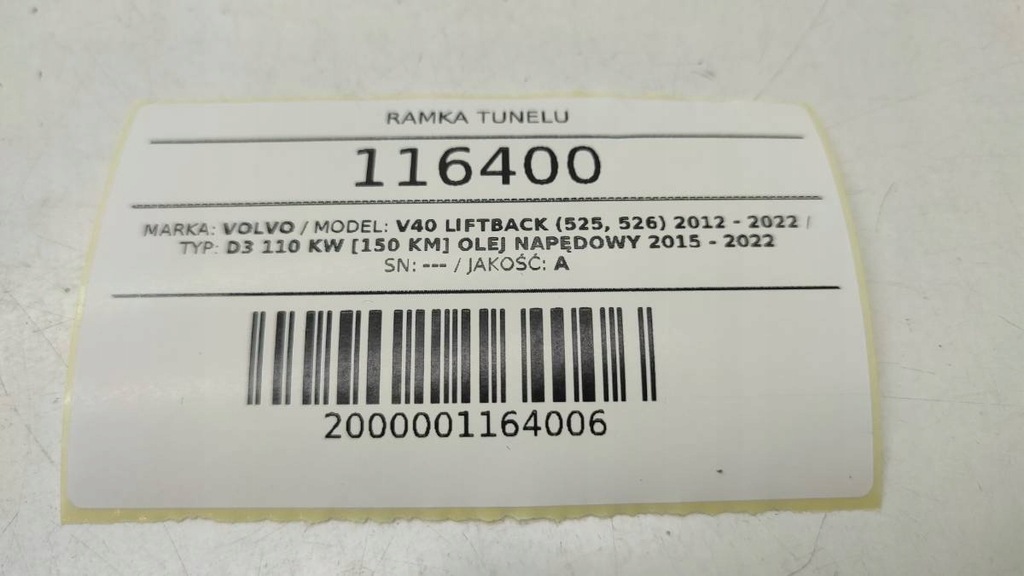 RAMKA TUNELU
116400
MARKA: VOLVO / MODEL: V40 LIFTBACK (525, 526) 2012 - 2022 /
TYP: D3 110 KW [150 KM] OLEJ NAPĘDOWY 2015 - 2022
SN: --- / JAKOŚĆ: A
2000001164006